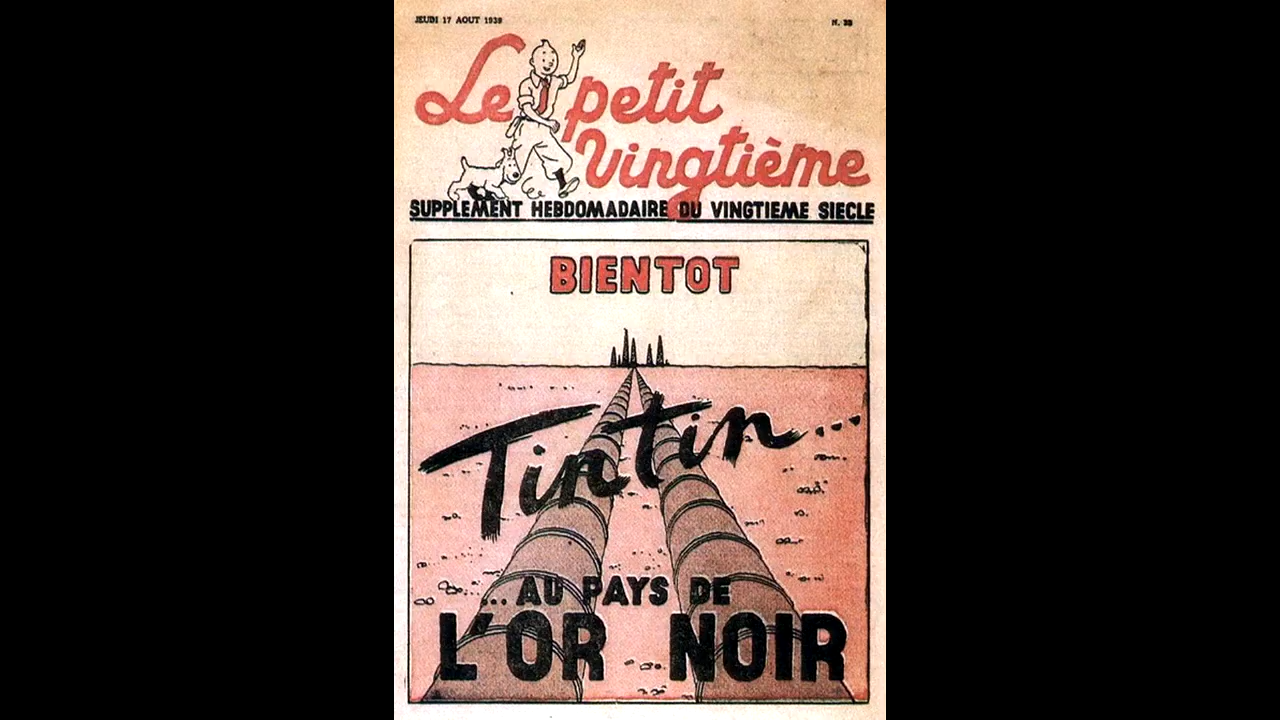 JEUDI 17 AOUT 1939
N. 33
Le petit
vingtième
SUPPLEMENT HEBDOMADAIRE DU VINGTIEME SIECLE
BIENTOT
Tintin...
...AU PAYS DE
L'OR NOIR